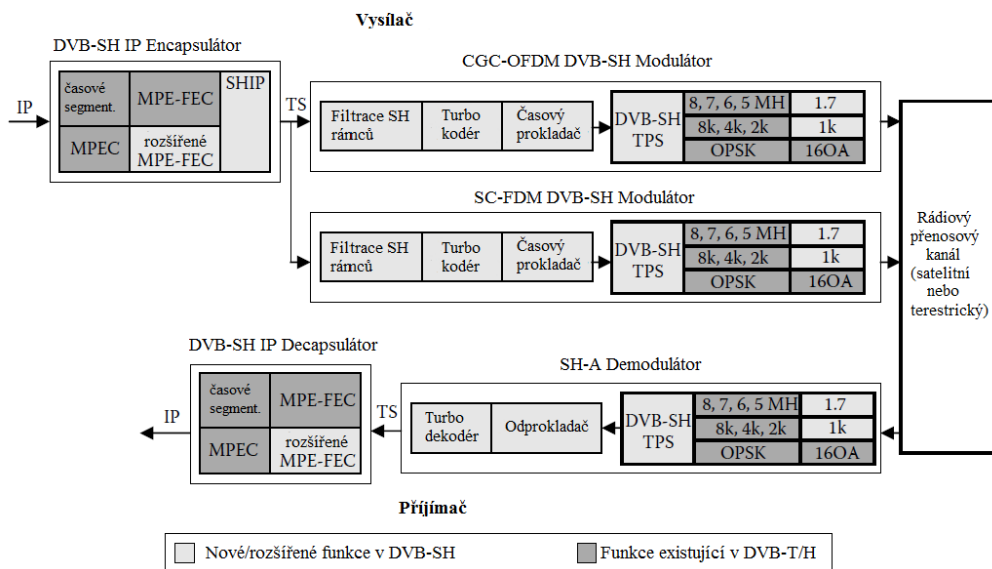 Vysílač
DVB-SH IP Encapsulátor
IP
časové
segment.
MPE-FEC
SHIP
MPEC
rozšířené
MPE-FEC
TS
CGC-OFDM DVB-SH Modulátor
Filtrace SH
rámců
Turbo
kodér
Časový
prokladač
DVB-SH
TPS
8, 7, 6, 5 MH
1.7
8k, 4k, 2k
1k
OPSK
16OA
SC-FDM DVB-SH Modulátor
Filtrace SH
rámců
Turbo
kodér
Časový
prokladač
DVB-SH
TPS
8, 7, 6, 5 MH
1.7
8k, 4k, 2k
1k
OPSK
16OA
Rádiový
přenosový
kanál
(satelitní
nebo
terestrický)
DVB-SH IP Decapsulátor
IP
časové
segment.
MPE-FEC
MPEC
rozšířené
MPE-FEC
TS
SH-A Demodulátor
Turbo
dekodér
Odprokladač
DVB-SH
TPS
8, 7, 6, 5 MH
1.7
8k, 4k, 2k
1k
OPSK
16OA
Příjímač
Nové/rozšířené funkce v DVB-SH
Funkce existující v DVB-T/H